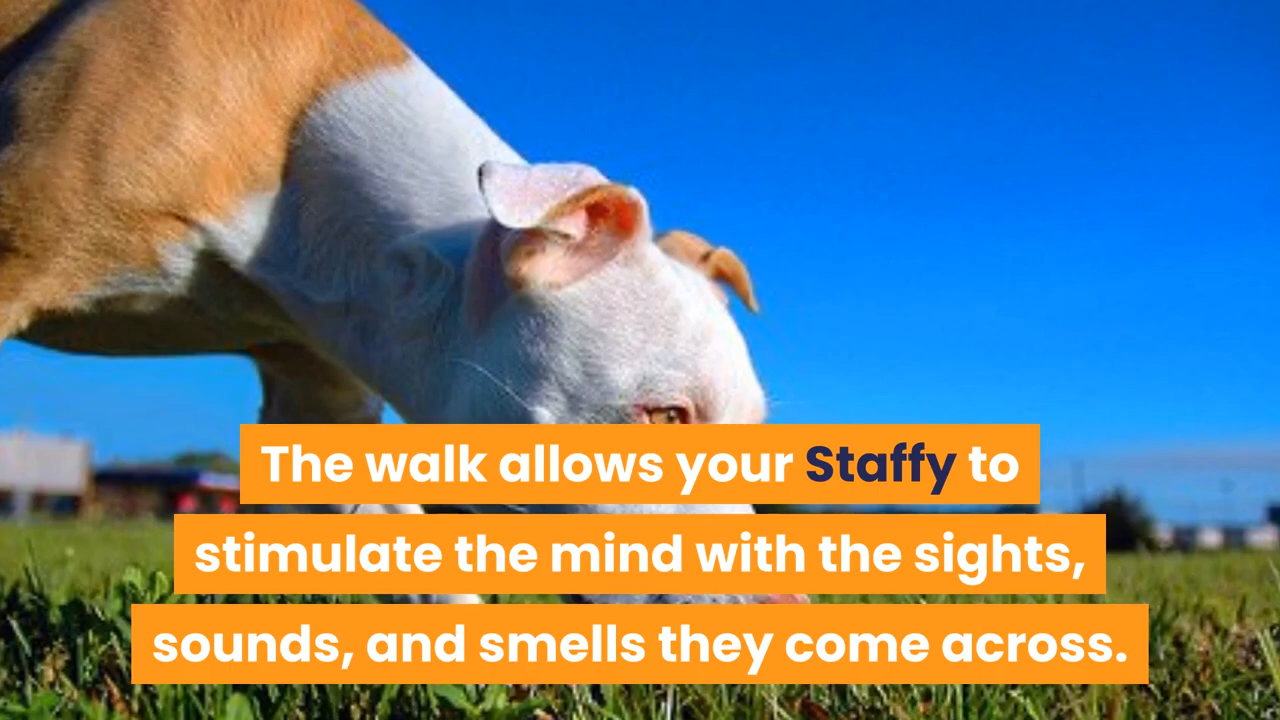 The walk allows your Staffy to
stimulate the mind with the sights,
sounds, and smells they come across.